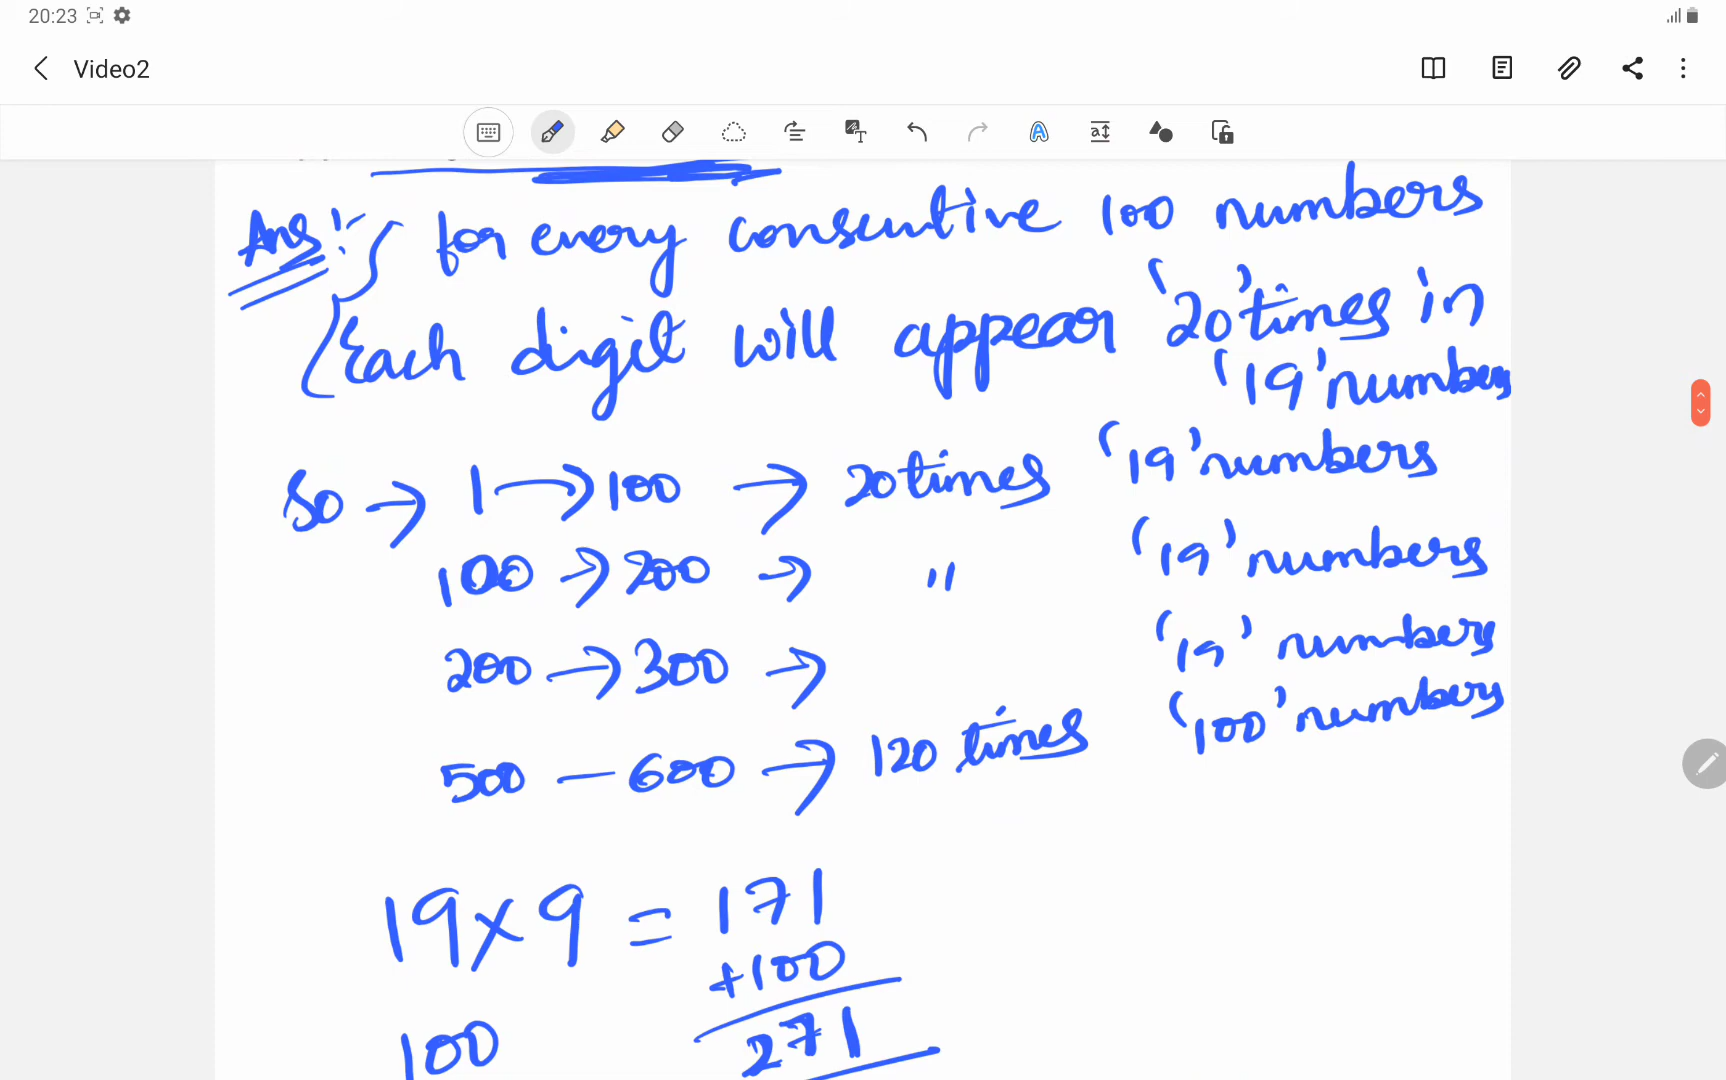 20:23
Video2
Ans: for every consecutive 100 numbers
Each digit will appear '20' times in
'19' numbers
So → 1 → 100 → 20 times '19' numbers
100 → 200 → " '19' numbers
200 → 300 → '19' numbers
500 — 600 → 120 times '100' numbers
19 x 9 = 171
+100
100
271